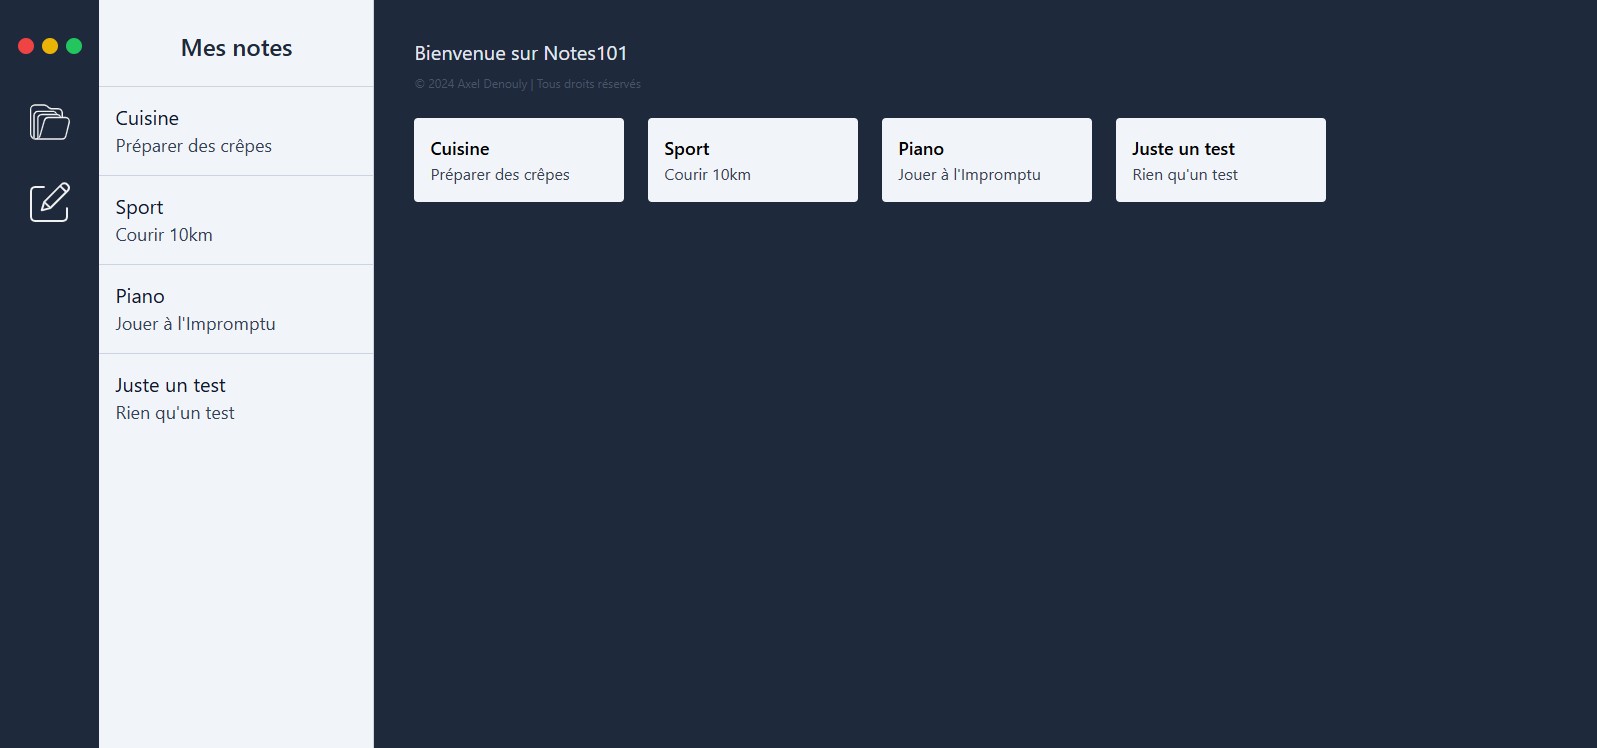 Mes notes
Cuisine
Préparer des crêpes
Sport
Courir 10km
Piano
Jouer à l'Impromptu
Juste un test
Rien qu'un test
Bienvenue sur Notes101
© 2024 Axel Denouly | Tous droits réservés
Cuisine
Préparer des crêpes
Sport
Courir 10km
Piano
Jouer à l'Impromptu
Juste un test
Rien qu'un test